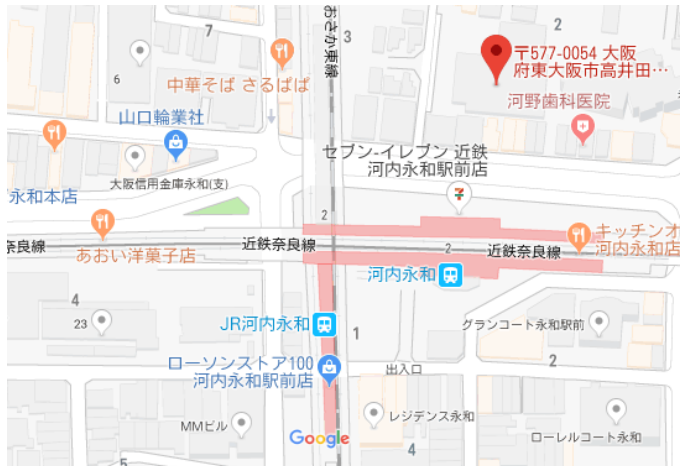 おおさか東線
2
7
3
2
〒577-0054 大阪
府東大阪市高井田…
6
中華そば さるぱぱ
河野歯科医院
山口輪業社
セブン-イレブン 近鉄
河内永和駅前店
大阪信用金庫永和(支)
永和本店
2
キッチンオ
河内永和店
奈良線
近鉄奈良線
2
近鉄奈良線
あおい洋菓子店
河内永和
4
23
JR河内永和
グランコート永和駅前
1
ローソンストア100
河内永和駅前店
出入口
2
MMビル
Google
レジデンス永和
ローレルコート永和
4
5